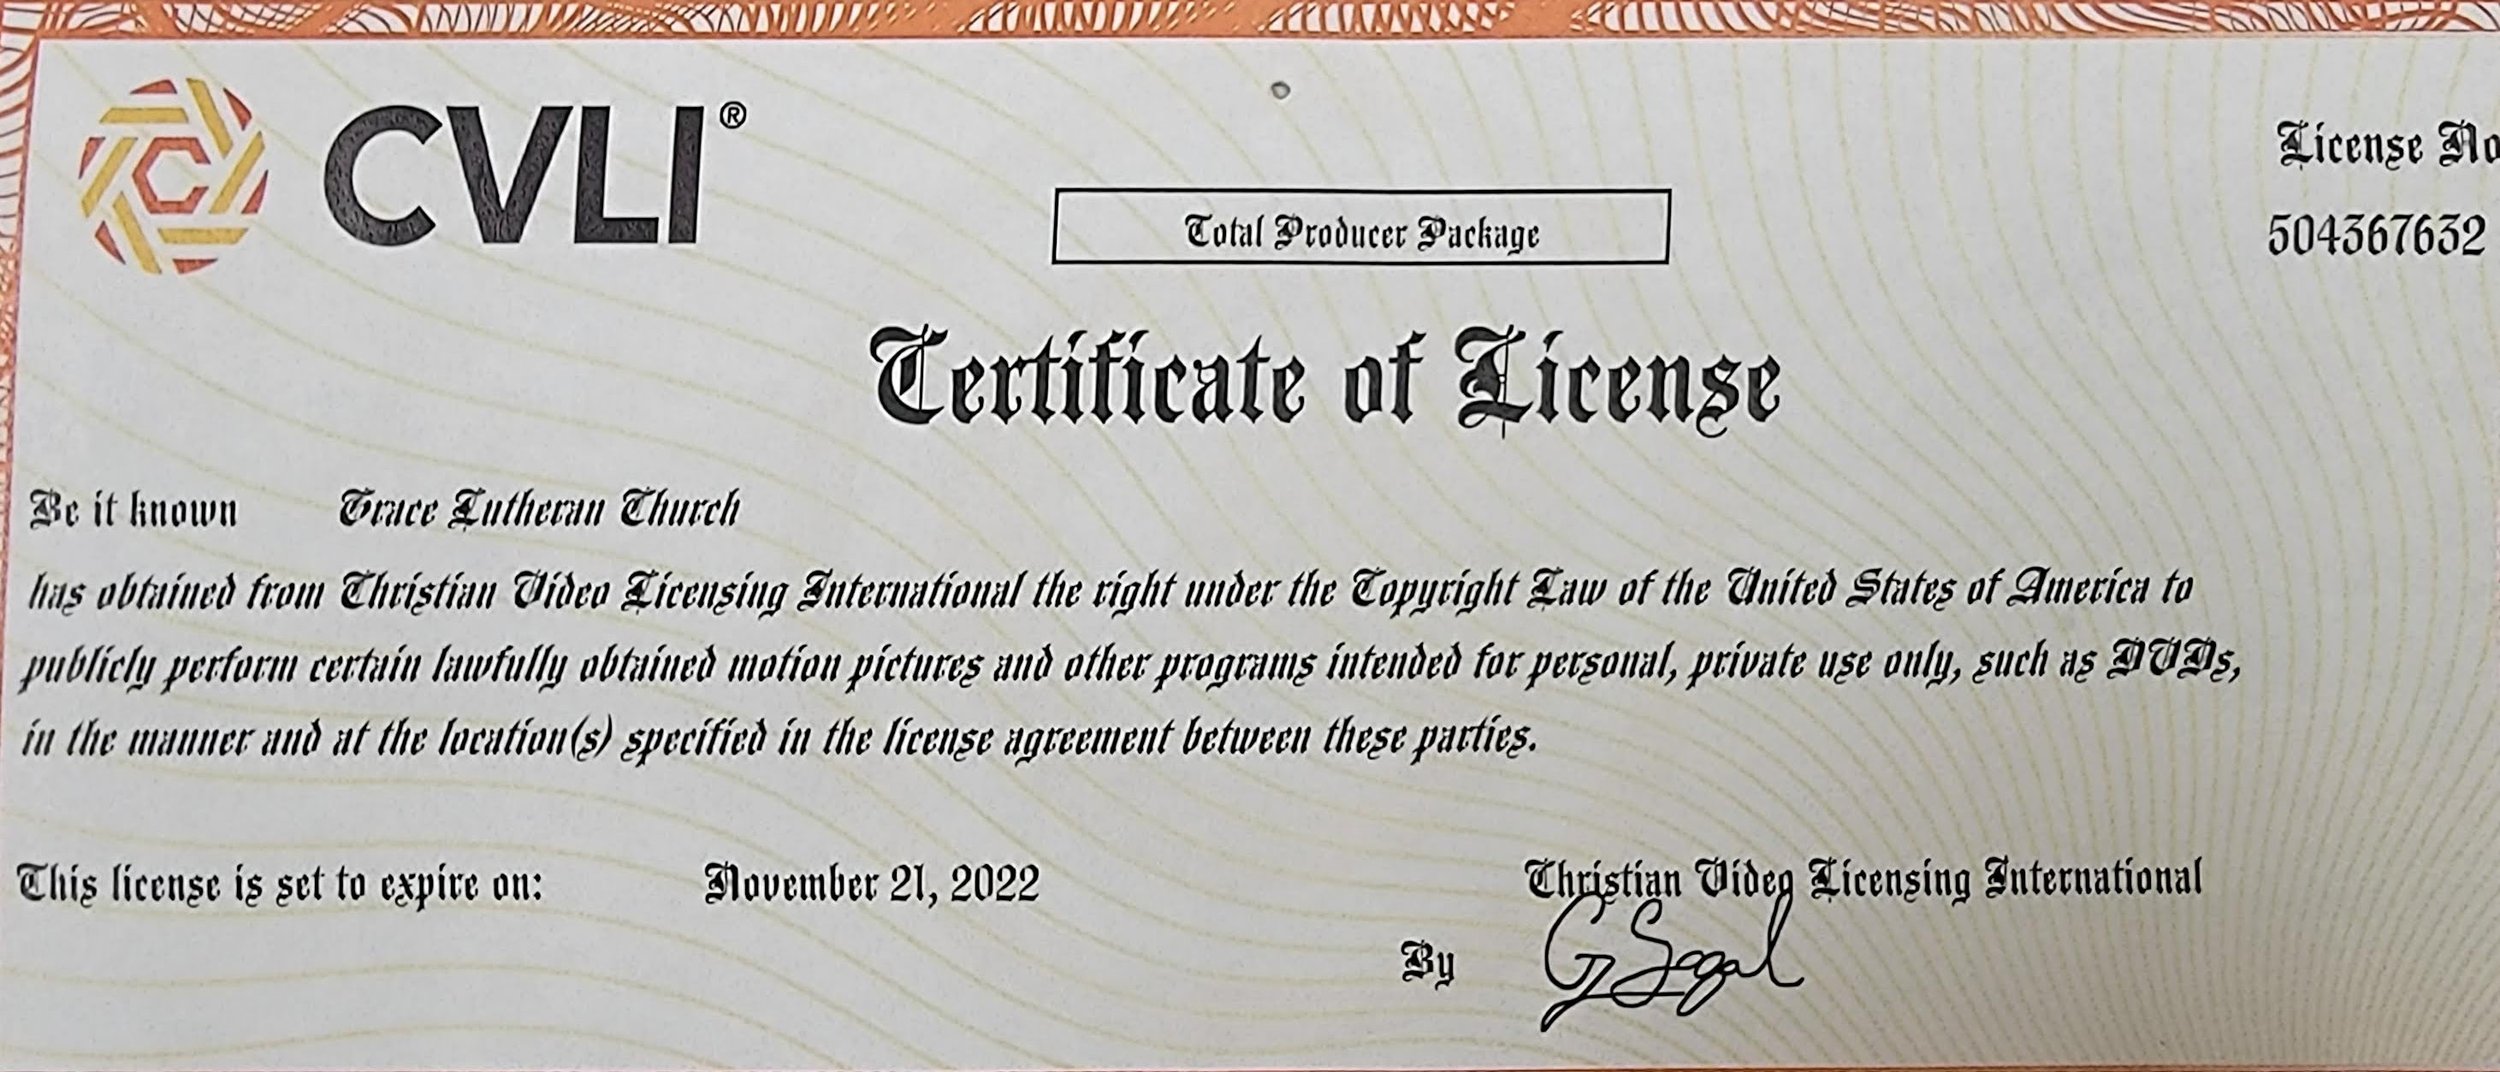 CVLI®
License No
504367632
Total Producer Package
Certificate of License
Be it known Grace Lutheran Church
has obtained from Christian Video Licensing International the right under the Copyright Law of the United States of America to
publicly perform certain lawfully obtained motion pictures and other programs intended for personal, private use only, such as DVDs,
in the manner and at the location(s) specified in the license agreement between these parties.
This license is set to expire on: November 21, 2022
Christian Video Licensing International
By G Segal